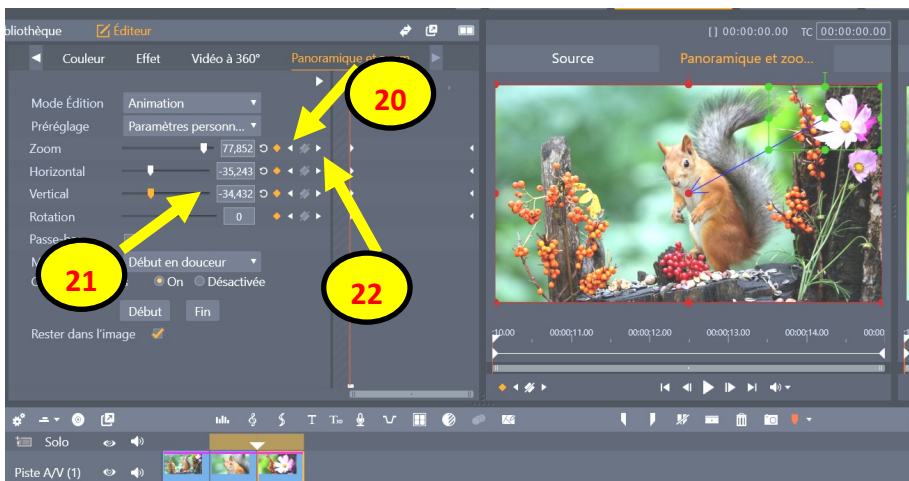 bliothèque Éditeur
[] 00:00:00.00 TC 00:00:00.00
Couleur Effet Vidéo à 360° Panoramique et zoom
Source Panoramique et zoo...
20
Mode Édition Animation
Préréglage Paramètres personn...
Zoom 77,852
Horizontal -35,243
Vertical -34,432
Rotation 0
21
22
Début en douceur
On Désactivée
Début Fin
Rester dans l'image
:10.00 00:00;11.00 00:00;12.00 00:00;13.00 00:00;14.00 00:00
Solo
Piste A/V (1)